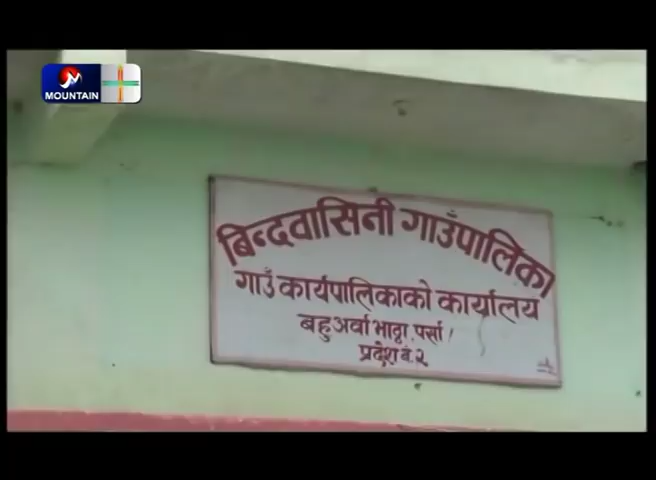 MOUNTAIN
बिन्दवासिनी गाउँपालिका
गाउँ कार्यपालिकाको कार्यालय
बहुअर्वा भाठ्ठा, पर्सा।
प्रदेश नं. २